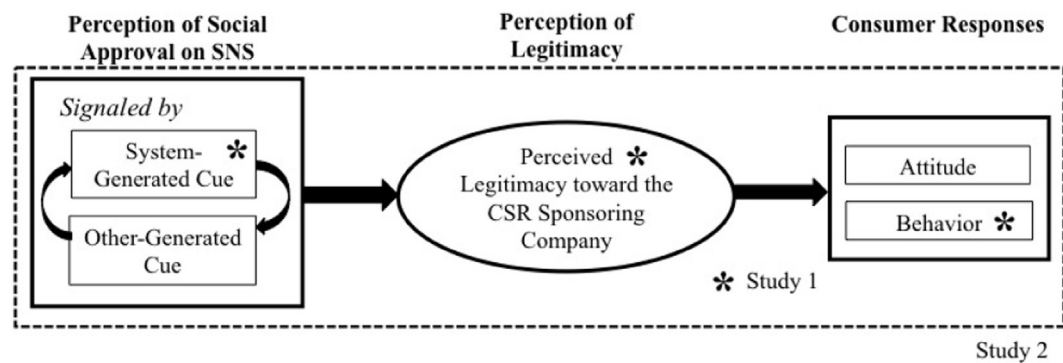 Perception of Social
Approval on SNS
Perception of
Legitimacy
Consumer Responses
Signaled by
System-
Generated Cue
Other-Generated
Cue
Perceived
Legitimacy toward the
CSR Sponsoring
Company
Attitude
Behavior
* Study 1
Study 2